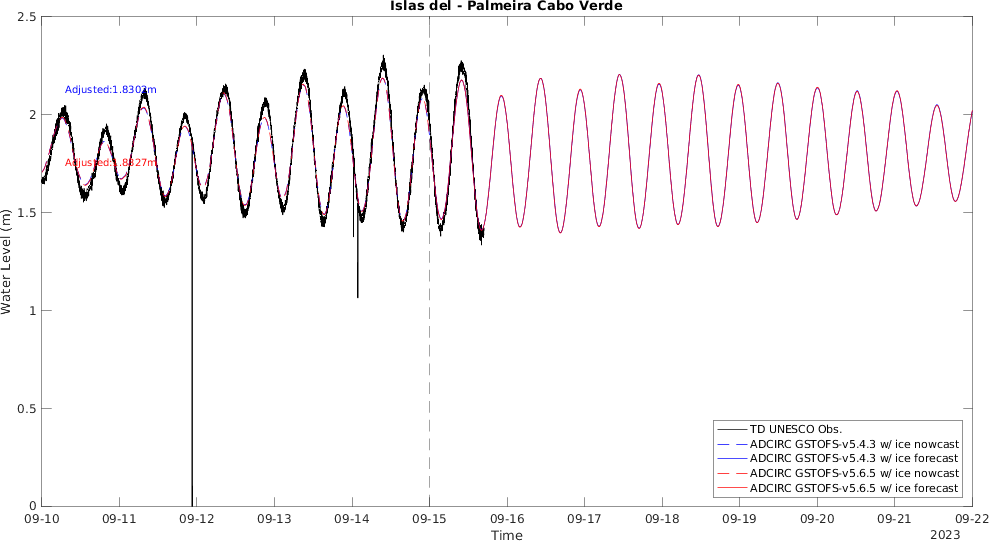 Islas del - Palmeira Cabo Verde
2.5
2
1.5
1
0.5
0
Water Level (m)
Adjusted:1.8302m
Adjusted:1.8327m
TD UNESCO Obs.
ADCIRC GSTOFS-v5.4.3 w/ ice nowcast
ADCIRC GSTOFS-v5.4.3 w/ ice forecast
ADCIRC GSTOFS-v5.6.5 w/ ice nowcast
ADCIRC GSTOFS-v5.6.5 w/ ice forecast
09-10 09-11 09-12 09-13 09-14 09-15 09-16 09-17 09-18 09-19 09-20 09-21 09-22
Time
2023